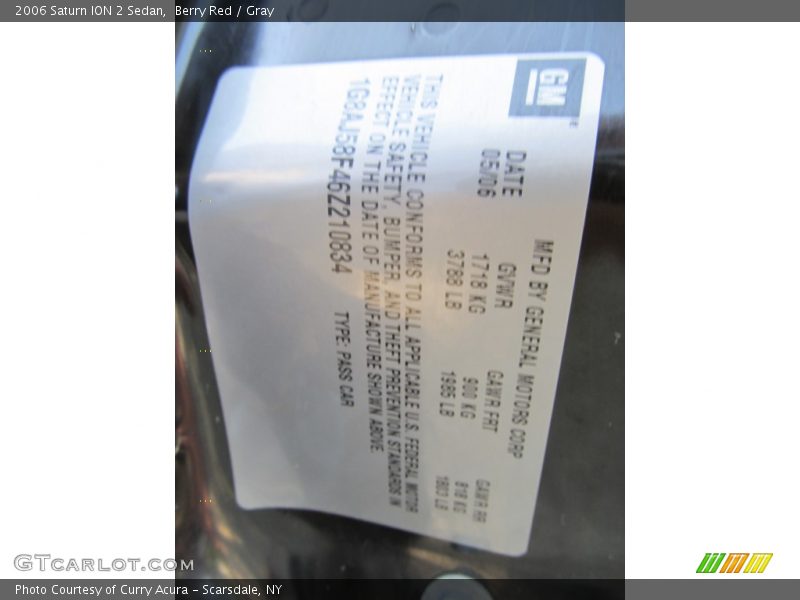 2006 Saturn ION 2 Sedan, Berry Red / Gray
GM
MFD BY GENERAL MOTORS CORP
DATE GVWR GAWR FRT GAWR RR
05/06 1718 KG 900 KG 818 KG
3788 LB 1985 LB 1803 LB
THIS VEHICLE CONFORMS TO ALL APPLICABLE U.S. FEDERAL MOTOR
VEHICLE SAFETY, BUMPER, AND THEFT PREVENTION STANDARDS IN
EFFECT ON THE DATE OF MANUFACTURE SHOWN ABOVE.
1G8AJ58F46Z210834 TYPE: PASS CAR
GTCARLOT.COM
Photo Courtesy of Curry Acura - Scarsdale, NY